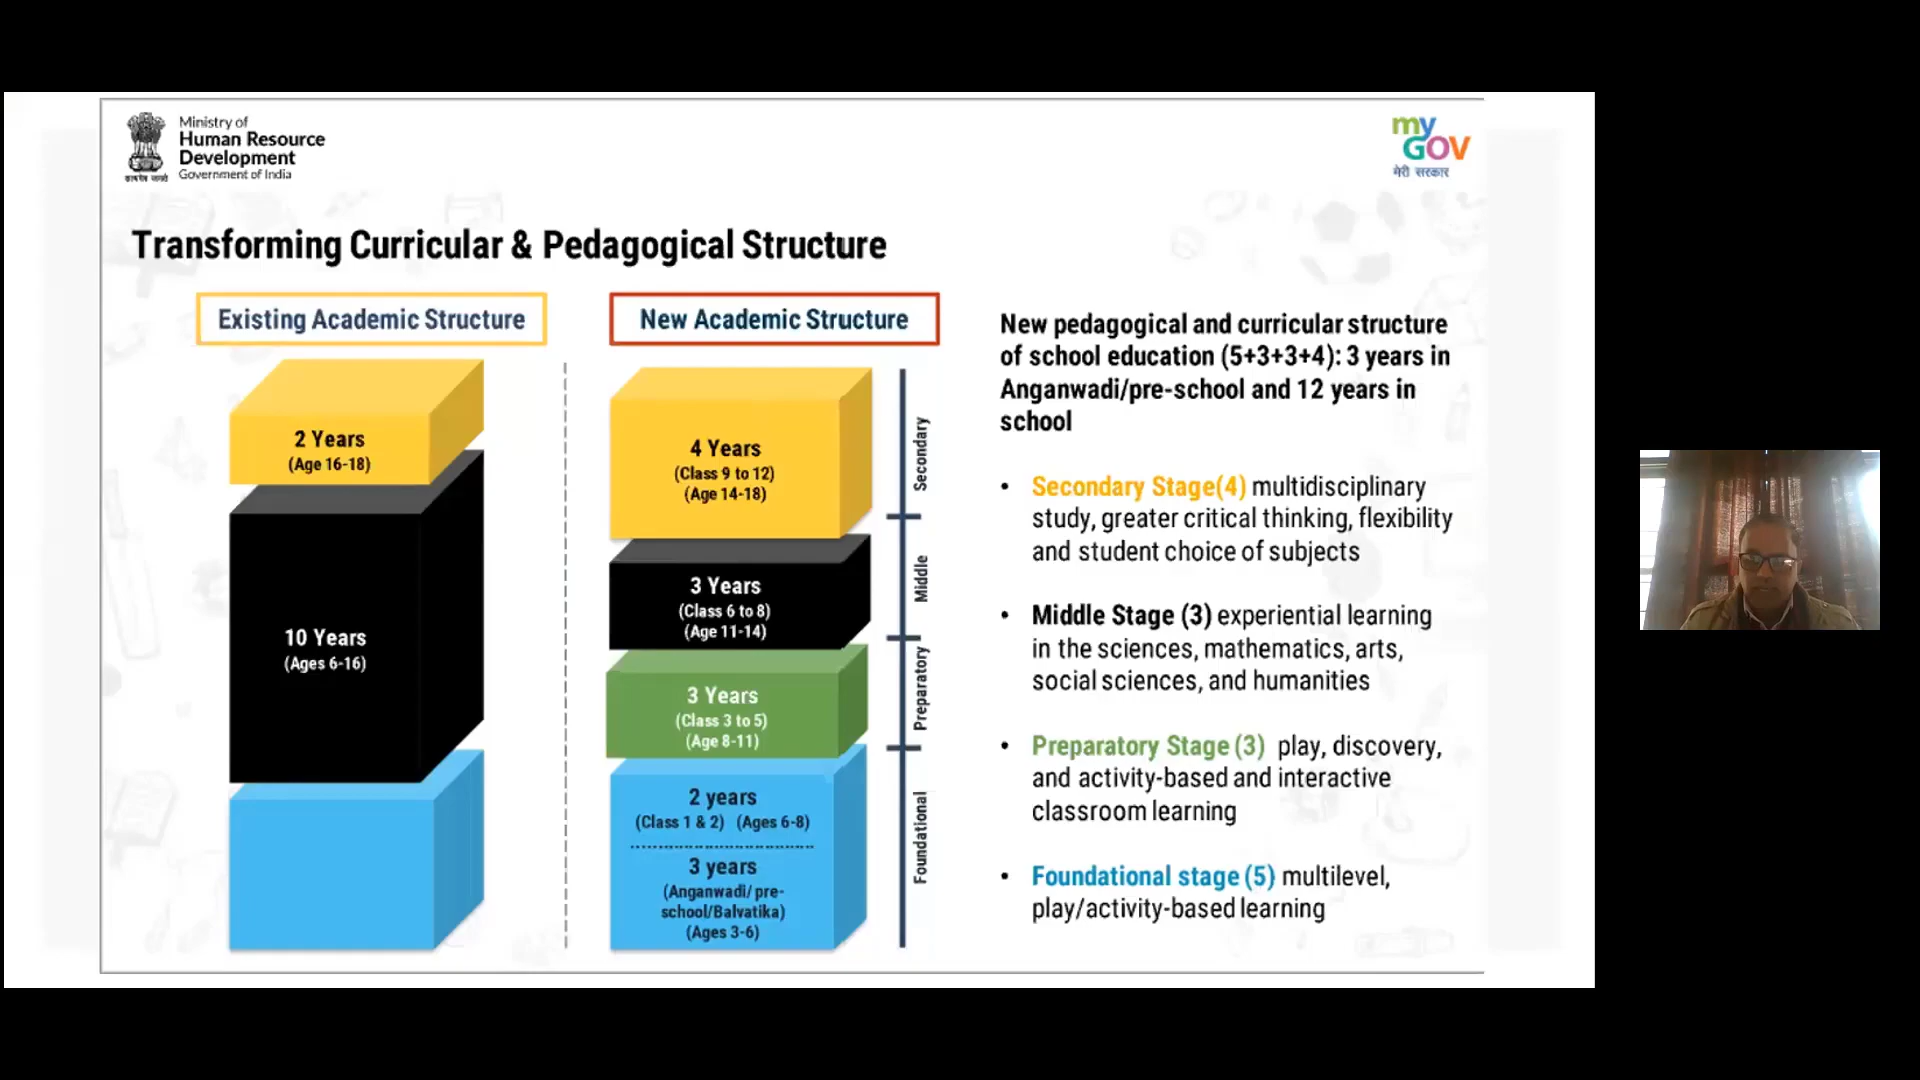 Ministry of
Human Resource
Development
Government of India
सत्यमेव जयते
my
GOV
मेरी सरकार
Transforming Curricular & Pedagogical Structure
Existing Academic Structure
2 Years
(Age 16-18)
10 Years
(Ages 6-16)
New Academic Structure
4 Years
(Class 9 to 12)
(Age 14-18)
3 Years
(Class 6 to 8)
(Age 11-14)
3 Years
(Class 3 to 5)
(Age 8-11)
2 years
(Class 1 & 2) (Ages 6-8)
3 years
(Anganwadi/ pre-
school/Balvatika)
(Ages 3-6)
Secondary
Middle
Preparatory
Foundational
New pedagogical and curricular structure
of school education (5+3+3+4): 3 years in
Anganwadi/pre-school and 12 years in
school
• Secondary Stage(4) multidisciplinary
study, greater critical thinking, flexibility
and student choice of subjects
• Middle Stage (3) experiential learning
in the sciences, mathematics, arts,
social sciences, and humanities
• Preparatory Stage (3) play, discovery,
and activity-based and interactive
classroom learning
• Foundational stage (5) multilevel,
play/activity-based learning